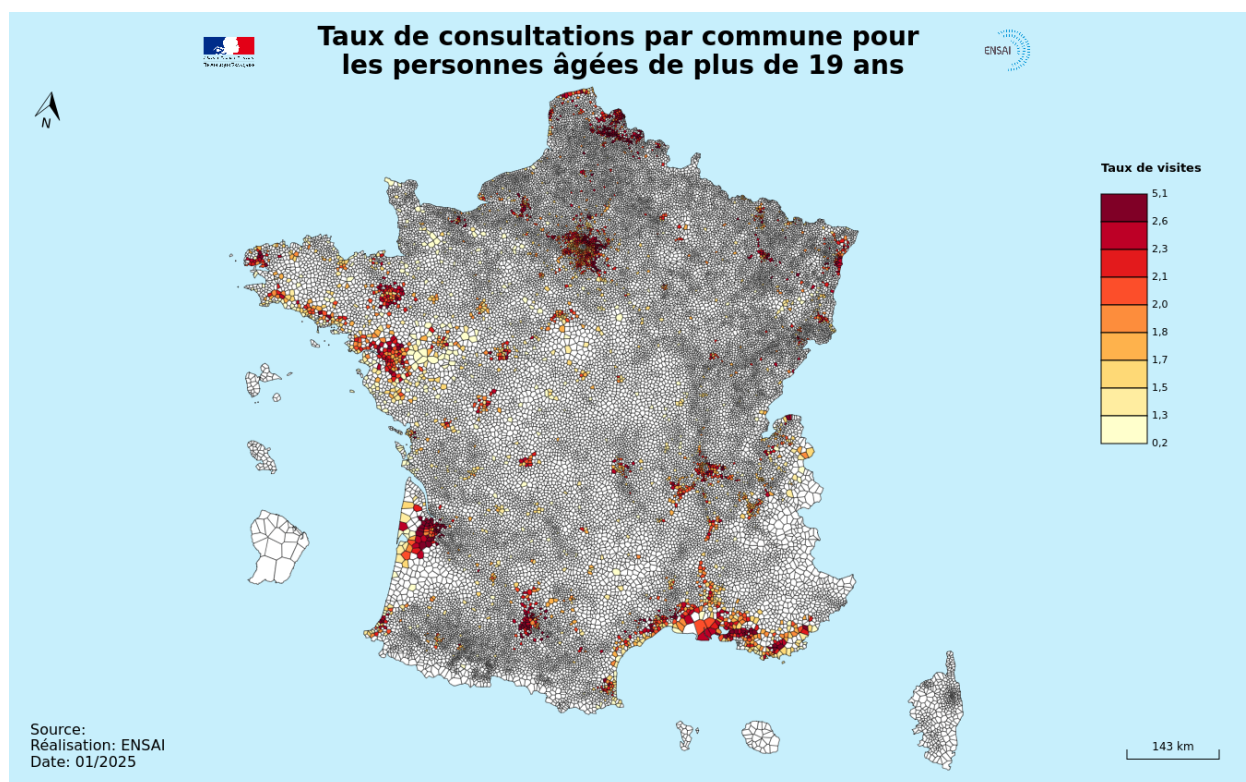 Taux de consultations par commune pour
les personnes âgées de plus de 19 ans
ENSAI
N
Taux de visites
5,1
2,6
2,3
2,1
2,0
1,8
1,7
1,5
1,3
0,2
Source:
Réalisation: ENSAI
Date: 01/2025
143 km